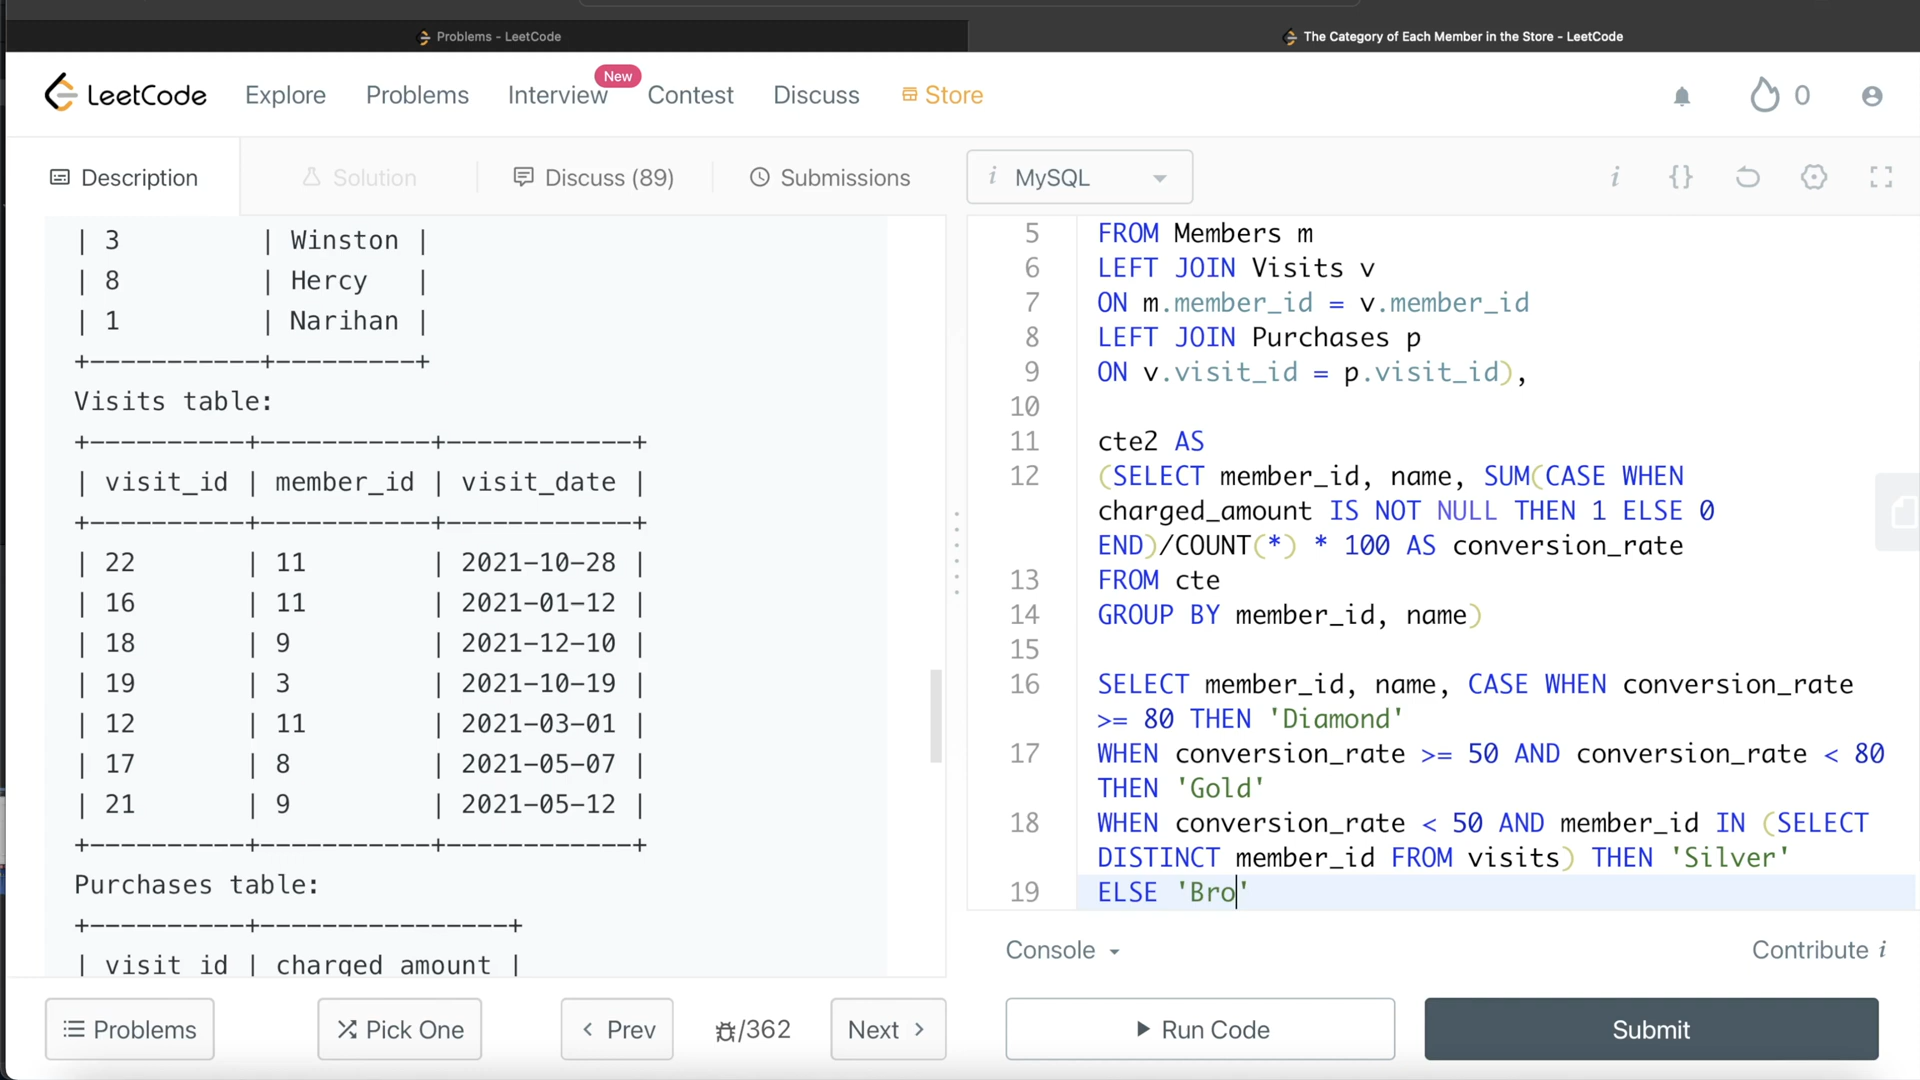 Problems - LeetCode
The Category of Each Member in the Store - LeetCode
LeetCode Explore Problems Interview New Contest Discuss Store 0
Description Solution Discuss (89) Submissions
| 3 | Winston |
| 8 | Hercy |
| 1 | Narihan |
+-----------+---------+
Visits table:
+----------+-----------+------------+
| visit_id | member_id | visit_date |
+----------+-----------+------------+
| 22 | 11 | 2021-10-28 |
| 16 | 11 | 2021-01-12 |
| 18 | 9 | 2021-12-10 |
| 19 | 3 | 2021-10-19 |
| 12 | 11 | 2021-03-01 |
| 17 | 8 | 2021-05-07 |
| 21 | 9 | 2021-05-12 |
+----------+-----------+------------+
Purchases table:
+----------+----------------+
| visit_id | charged_amount |
Problems Pick One Prev /362 Next
i MySQL i {}
5 FROM Members m
6 LEFT JOIN Visits v
7 ON m.member_id = v.member_id
8 LEFT JOIN Purchases p
9 ON v.visit_id = p.visit_id),
10
11 cte2 AS
12 (SELECT member_id, name, SUM(CASE WHEN
charged_amount IS NOT NULL THEN 1 ELSE 0
END)/COUNT(*) * 100 AS conversion_rate
13 FROM cte
14 GROUP BY member_id, name)
15
16 SELECT member_id, name, CASE WHEN conversion_rate
>= 80 THEN 'Diamond'
17 WHEN conversion_rate >= 50 AND conversion_rate < 80
THEN 'Gold'
18 WHEN conversion_rate < 50 AND member_id IN (SELECT
DISTINCT member_id FROM visits) THEN 'Silver'
19 ELSE 'Bro'
Console Contribute i
Run Code Submit